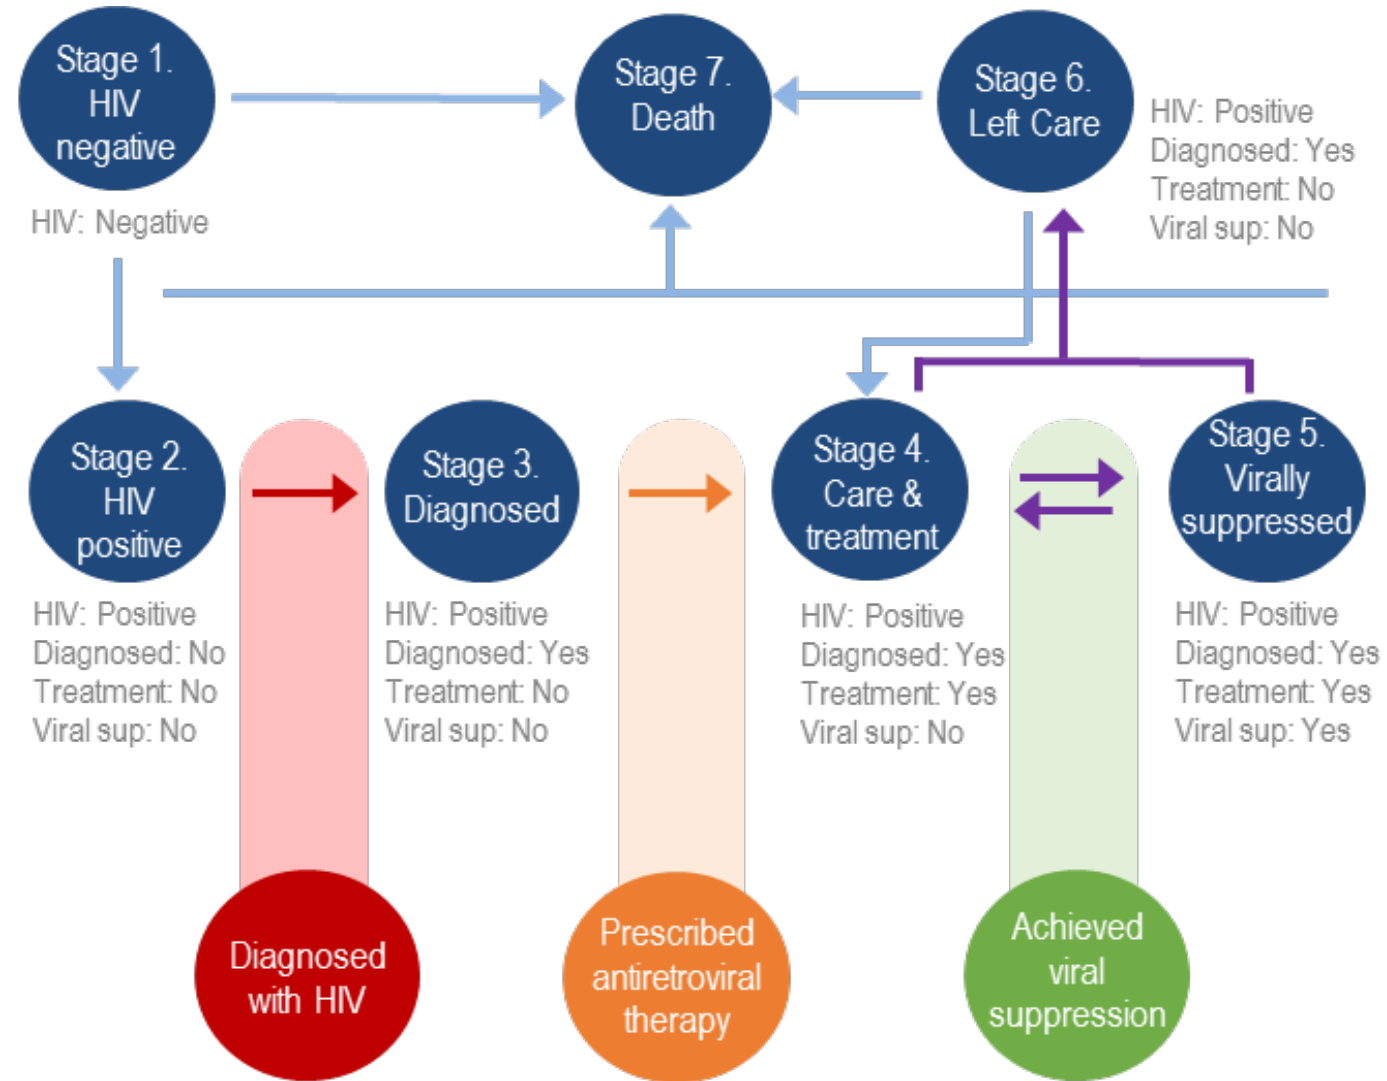 Stage 1.
HIV
negative
HIV: Negative
Stage 7.
Death
Stage 6.
Left Care
HIV: Positive
Diagnosed: Yes
Treatment: No
Viral sup: No
Stage 2.
HIV
positive
HIV: Positive
Diagnosed: No
Treatment: No
Viral sup: No
Stage 3.
Diagnosed
HIV: Positive
Diagnosed: Yes
Treatment: No
Viral sup: No
Stage 4.
Care &
treatment
HIV: Positive
Diagnosed: Yes
Treatment: Yes
Viral sup: No
Stage 5.
Virally
suppressed
HIV: Positive
Diagnosed: Yes
Treatment: Yes
Viral sup: Yes
Diagnosed
with HIV
Prescribed
antiretroviral
therapy
Achieved
viral
suppression